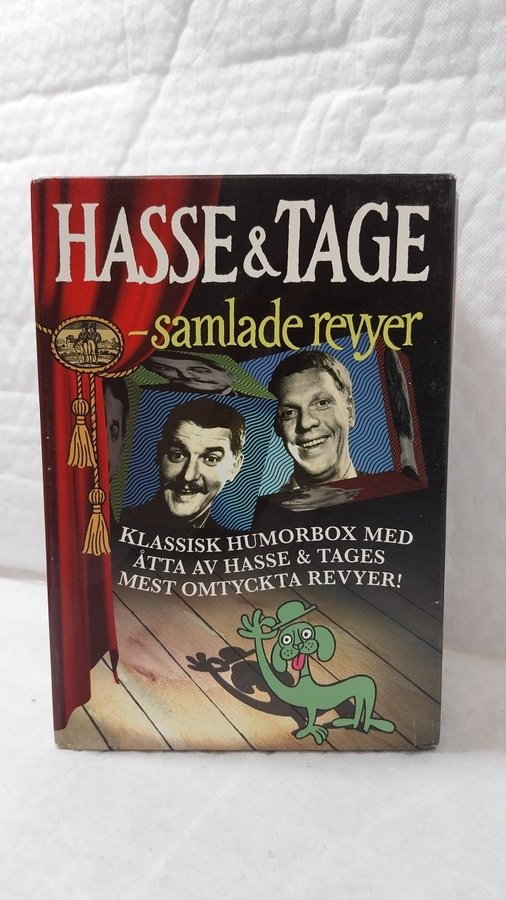 HASSE & TAGE
– samlade revyer
KLASSISK HUMORBOX MED
ÅTTA AV HASSE & TAGES
MEST OMTYCKTA REVYER!